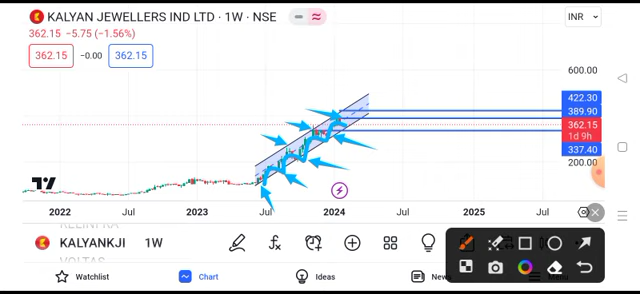 KALYAN JEWELLERS IND LTD · 1W · NSE
INR
362.15 −5.75 (−1.56%)
362.15 −0.00 362.15
600.00
422.30
389.90
362.15
1d 9h
337.40
200.00
2022 Jul 2023 Jul 2024 Jul 2025 Jul
KALYANKJI 1W
VOLTAS
Watchlist Chart Ideas News Menu